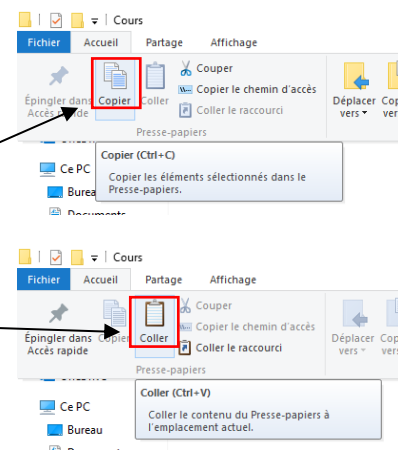 Cours
Fichier Accueil Partage Affichage
Épingler dans
Accès rapide
Copier
Coller
Couper
Copier le chemin d'accès
Coller le raccourci
Déplacer
vers
Presse-papiers
Copier (Ctrl+C)
Copier les éléments sélectionnés dans le
Presse-papiers.
Ce PC
Burea
Documents
Cours
Fichier Accueil Partage Affichage
Épingler dans
Accès rapide
Copier
Coller
Couper
Copier le chemin d'accès
Coller le raccourci
Déplacer
vers
Presse-papiers
Coller (Ctrl+V)
Coller le contenu du Presse-papiers à
l'emplacement actuel.
Ce PC
Bureau